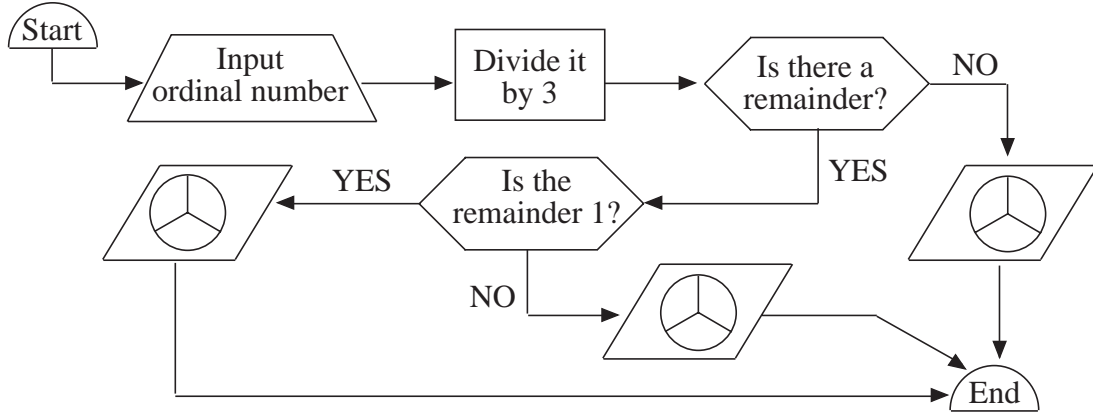 Start
Input
ordinal number
Divide it
by 3
Is there a
remainder?
NO
YES
Is the
remainder 1?
YES
NO
End